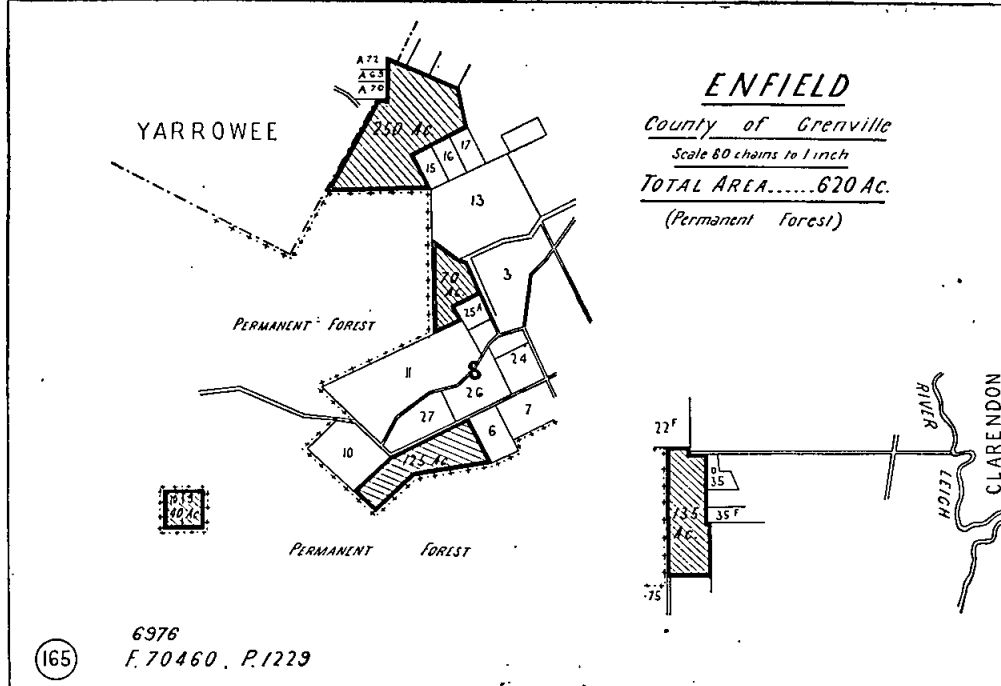 ENFIELD
County of Grenville
Scale 80 chains to 1 inch
TOTAL AREA......620 AC.
(Permanent Forest)
A 72
A 69
A 70
YARROWEE
250 Ac
15
16
17
13
3
70
Ac.
25A
PERMANENT FOREST
11
8
24
26
27
7
6
10
125 Ac
40 Ac
PERMANENT FOREST
22F
RIVER
LEIGH
CLARENDON
D
35
35F
135
Ac.
75
6976
F. 70460. P. 1229
165